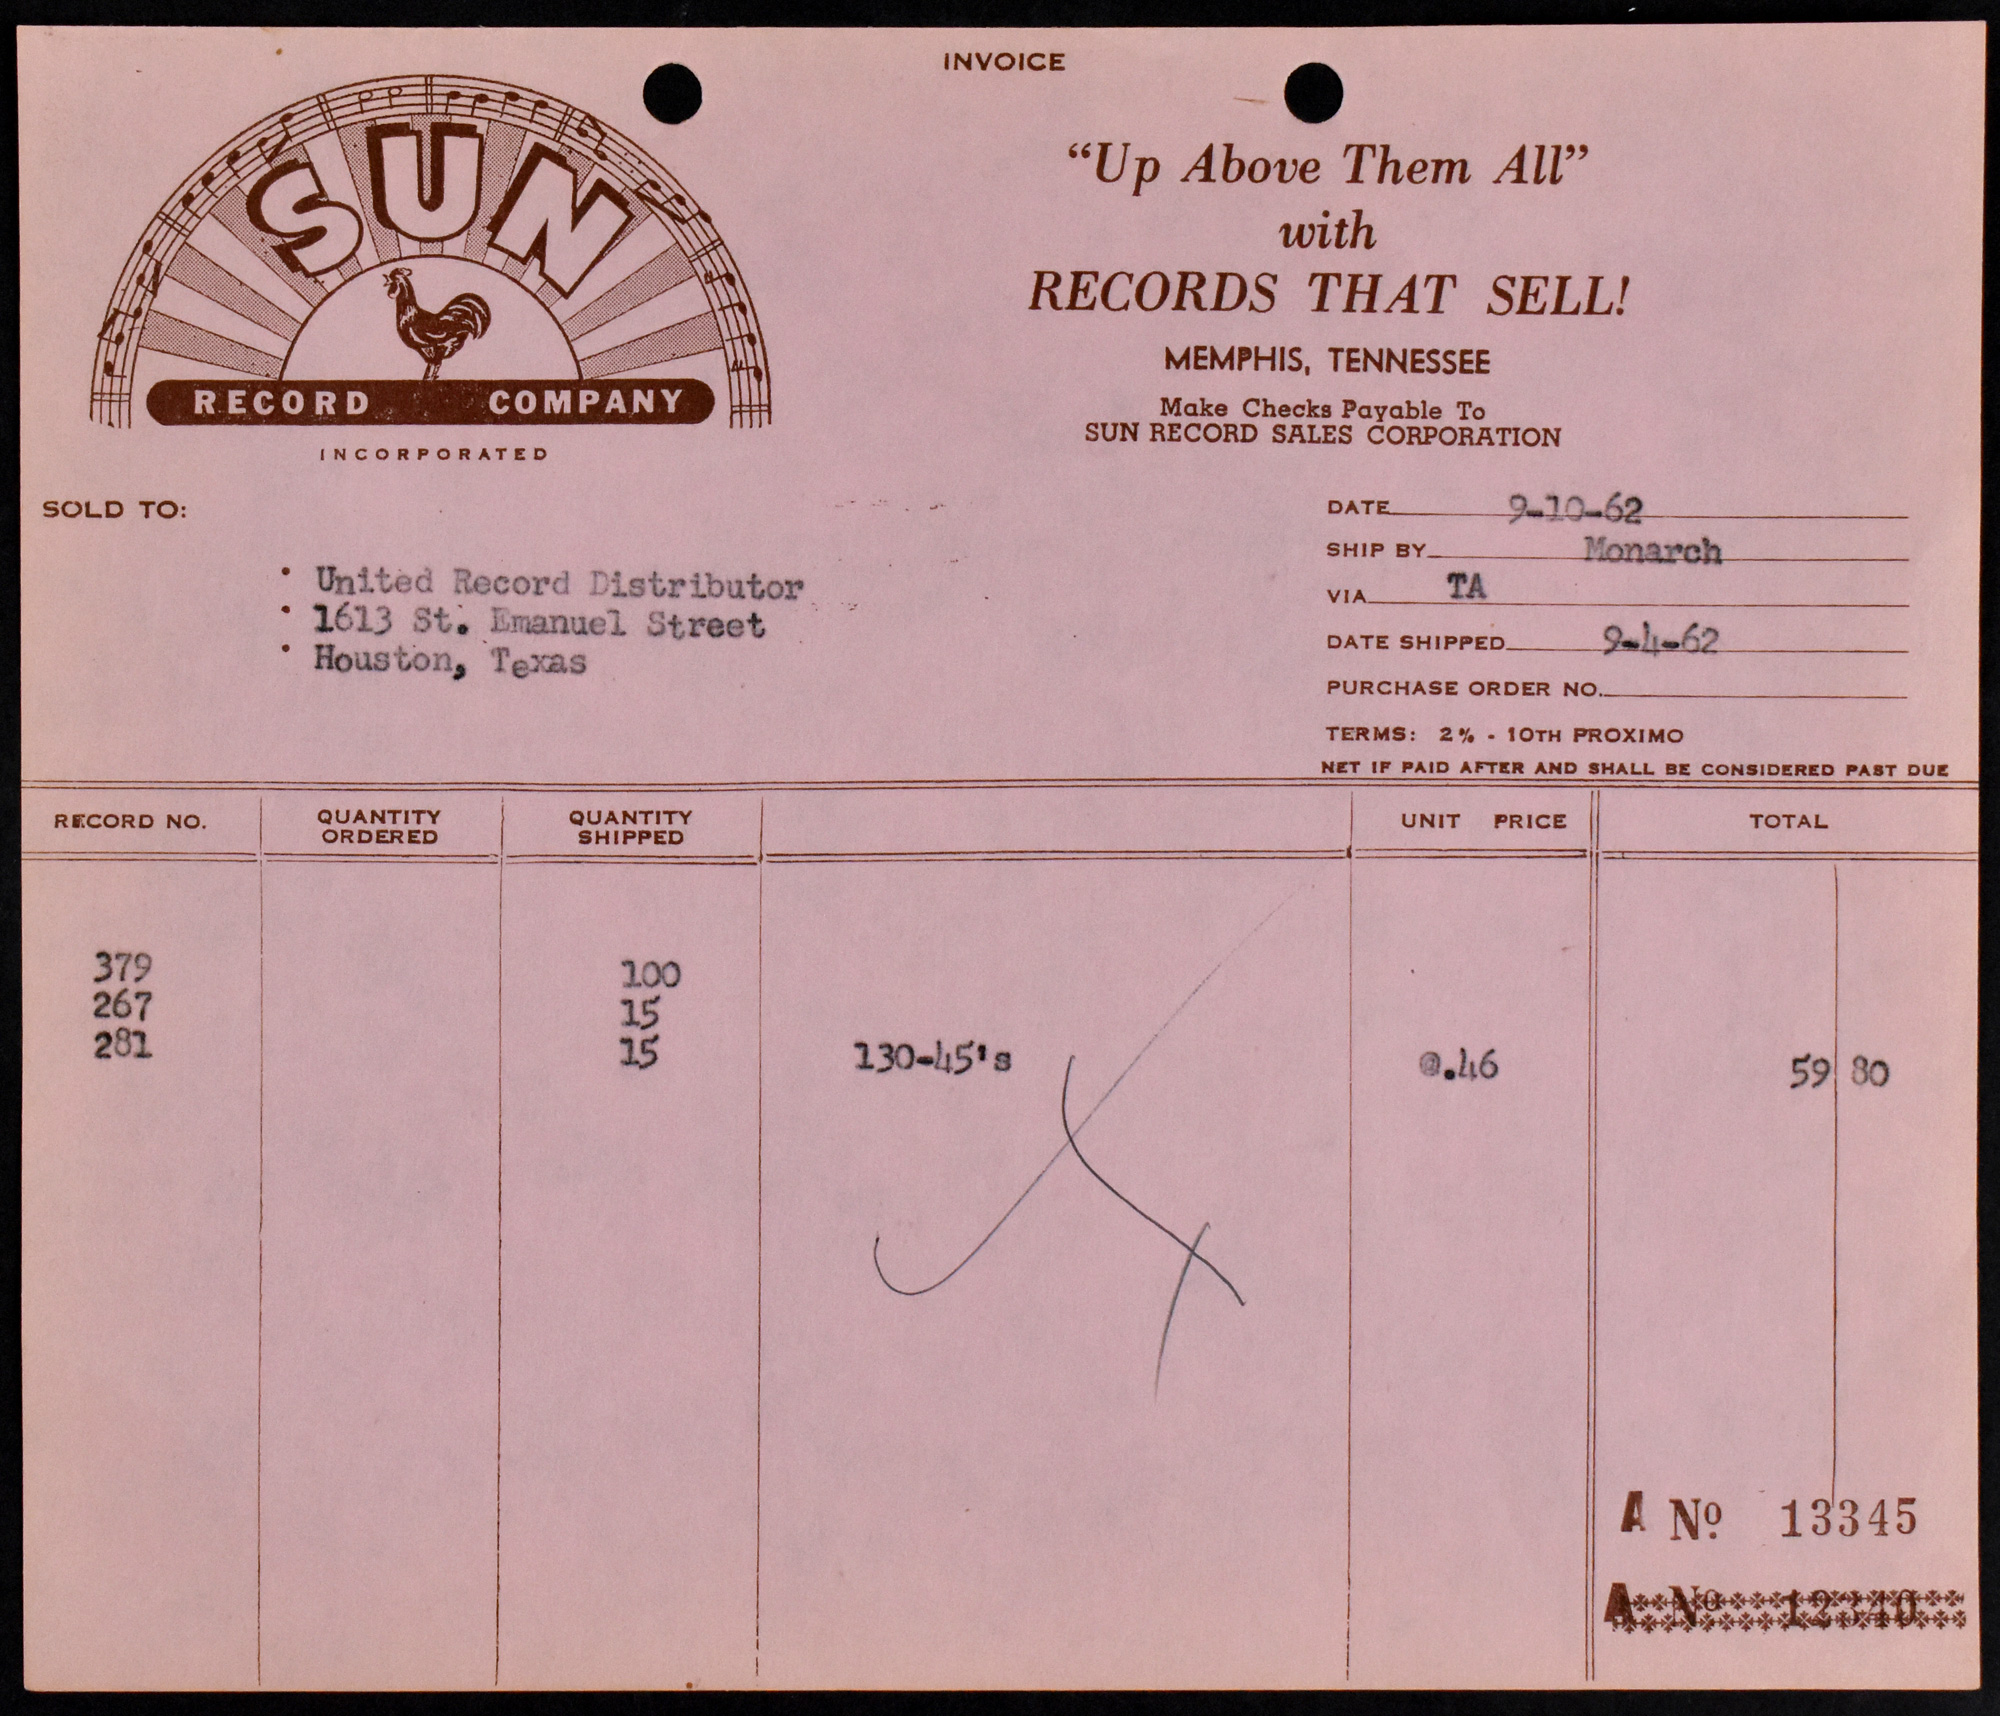 INVOICE
SUN
RECORD COMPANY
INCORPORATED
“Up Above Them All”
with
RECORDS THAT SELL!
MEMPHIS, TENNESSEE
Make Checks Payable To
SUN RECORD SALES CORPORATION
SOLD TO:
United Record Distributor
1613 St. Emanuel Street
Houston, Texas
DATE 9-10-62
SHIP BY Monarch
VIA TA
DATE SHIPPED 9-4-62
PURCHASE ORDER NO.
TERMS: 2% - 10TH PROXIMO
NET IF PAID AFTER AND SHALL BE CONSIDERED PAST DUE
RECORD NO. QUANTITY ORDERED QUANTITY SHIPPED UNIT PRICE TOTAL
379 100
267 15
281 15 130-45's @.46 59 80
A Nº 13345
A Nº